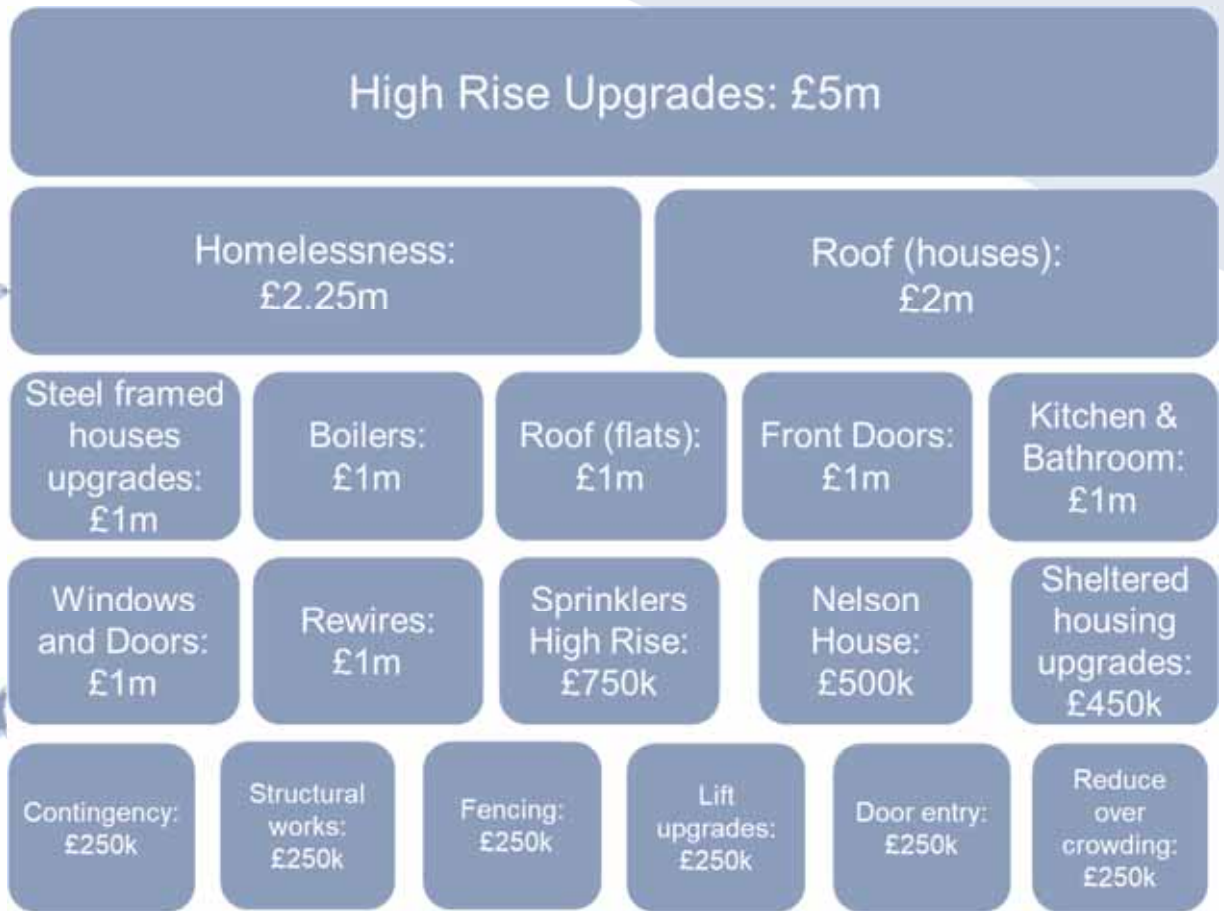 High Rise Upgrades: £5m
Homelessness:
£2.25m
Roof (houses):
£2m
Steel framed
houses
upgrades:
£1m
Boilers:
£1m
Roof (flats):
£1m
Front Doors:
£1m
Kitchen &
Bathroom:
£1m
Windows
and Doors:
£1m
Rewires:
£1m
Sprinklers
High Rise:
£750k
Nelson
House:
£500k
Sheltered
housing
upgrades:
£450k
Contingency:
£250k
Structural
works:
£250k
Fencing:
£250k
Lift
upgrades:
£250k
Door entry:
£250k
Reduce
over
crowding:
£250k